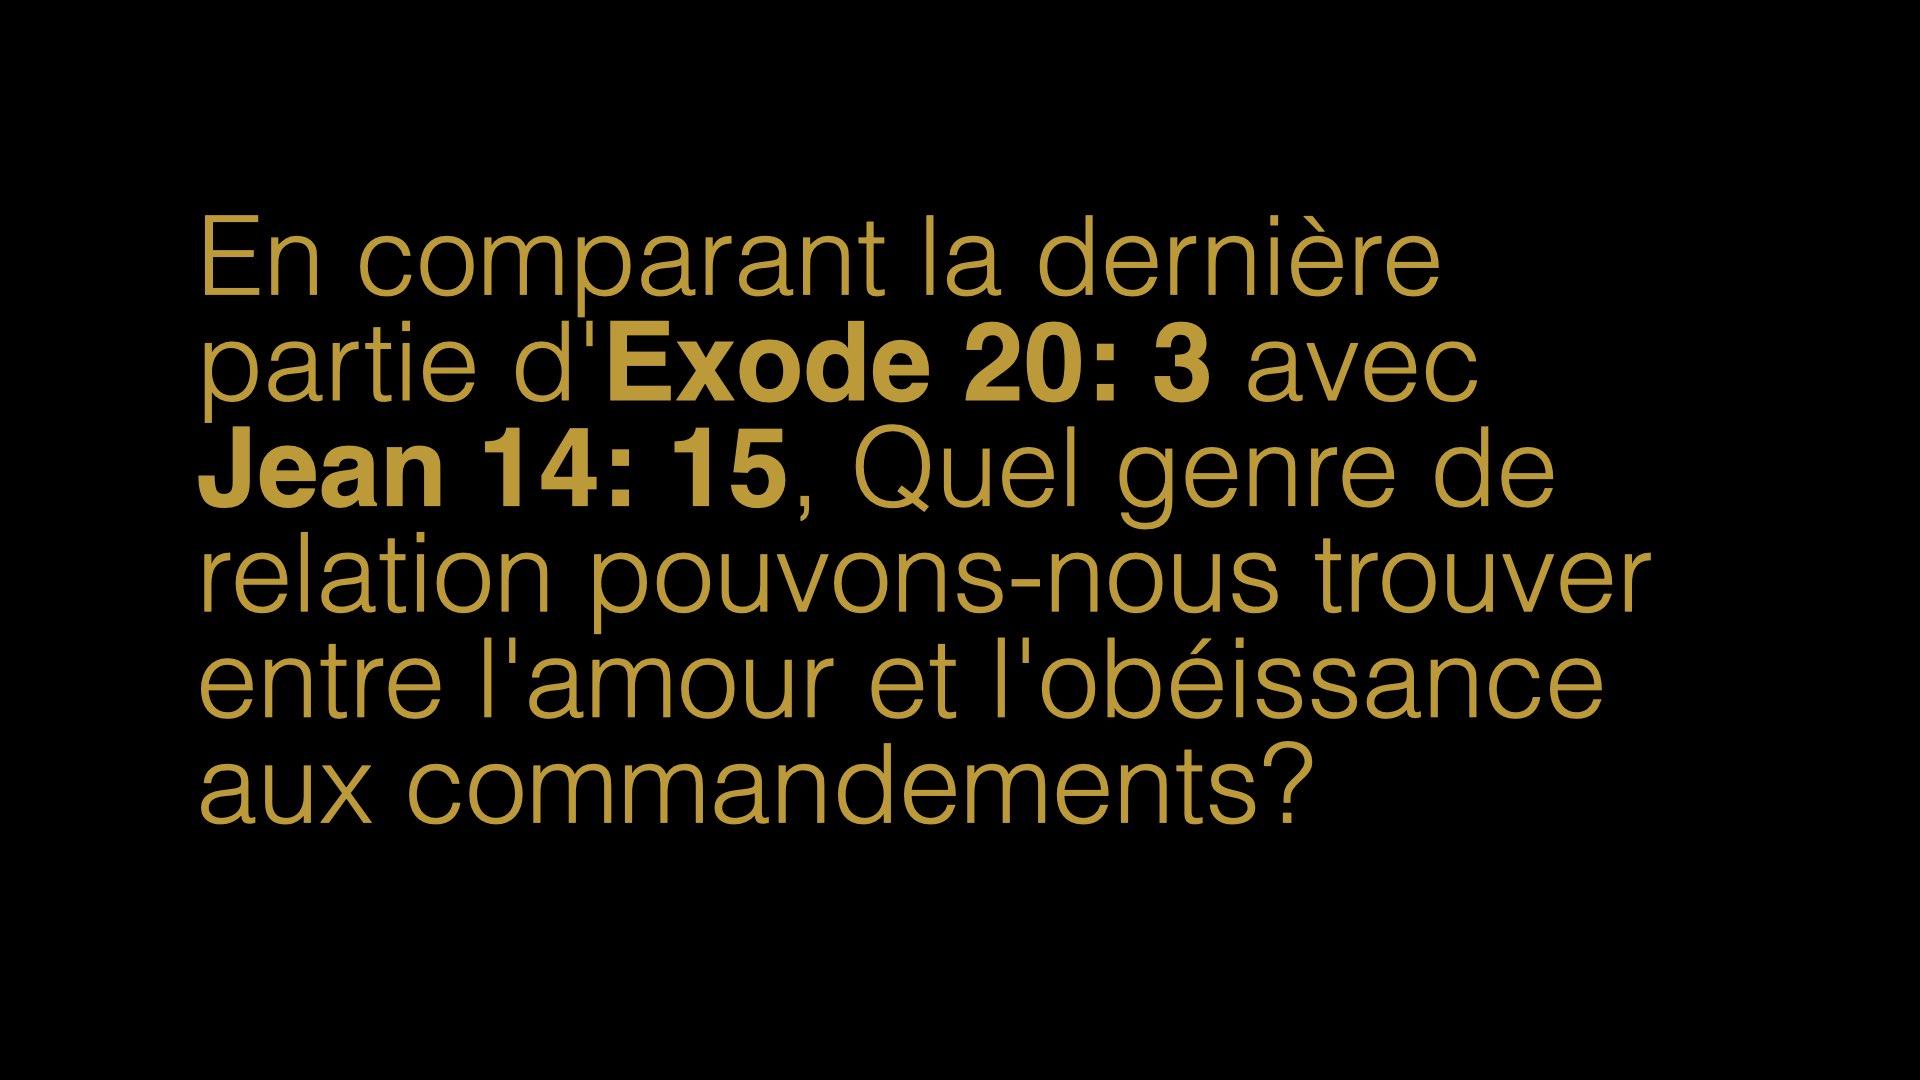 En comparant la dernière
partie d'Exode 20: 3 avec
Jean 14: 15, Quel genre de
relation pouvons-nous trouver
entre l'amour et l'obéissance
aux commandements?